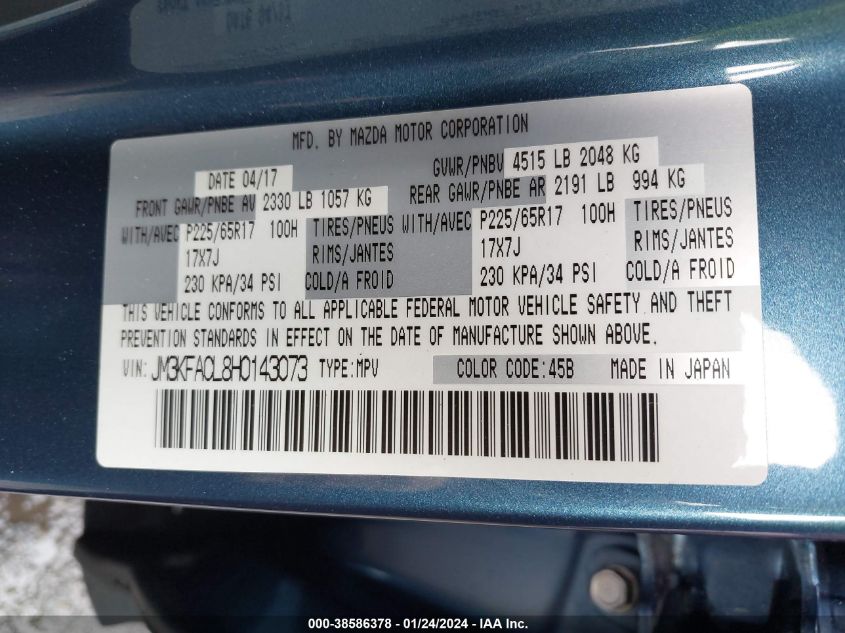 MFD. BY MAZDA MOTOR CORPORATION
DATE 04/17 GVWR/PNBV 4515 LB 2048 KG
FRONT GAWR/PNBE AV 2330 LB 1057 KG REAR GAWR/PNBE AR 2191 LB 994 KG
WITH/AVEC P225/65R17 100H TIRES/PNEUS WITH/AVEC P225/65R17 100H TIRES/PNEUS
17X7J RIMS/JANTES 17X7J RIMS/JANTES
230 KPA/34 PSI COLD/A FROID 230 KPA/34 PSI COLD/A FROID
THIS VEHICLE CONFORMS TO ALL APPLICABLE FEDERAL MOTOR VEHICLE SAFETY AND THEFT
PREVENTION STANDARDS IN EFFECT ON THE DATE OF MANUFACTURE SHOWN ABOVE.
VIN: JM3KFACL8H0143073 TYPE:MPV COLOR CODE:45B MADE IN JAPAN
000-38586378 - 01/24/2024 - IAAI Inc.